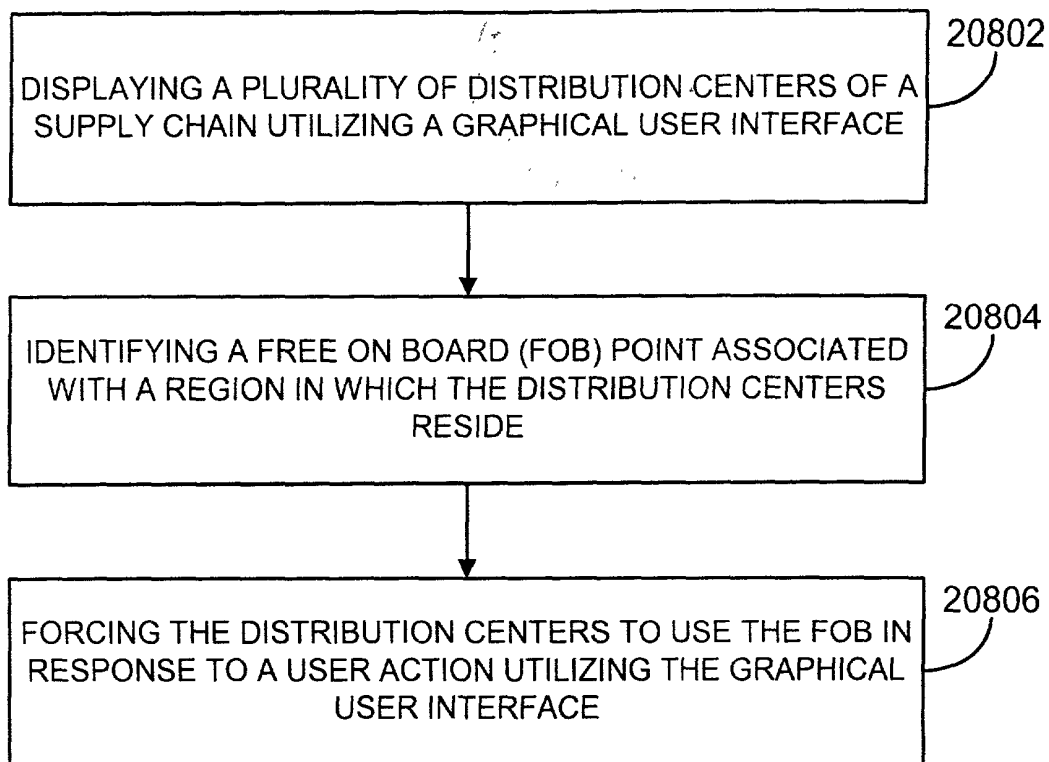 20802
DISPLAYING A PLURALITY OF DISTRIBUTION CENTERS OF A
SUPPLY CHAIN UTILIZING A GRAPHICAL USER INTERFACE
20804
IDENTIFYING A FREE ON BOARD (FOB) POINT ASSOCIATED
WITH A REGION IN WHICH THE DISTRIBUTION CENTERS
RESIDE
20806
FORCING THE DISTRIBUTION CENTERS TO USE THE FOB IN
RESPONSE TO A USER ACTION UTILIZING THE GRAPHICAL
USER INTERFACE